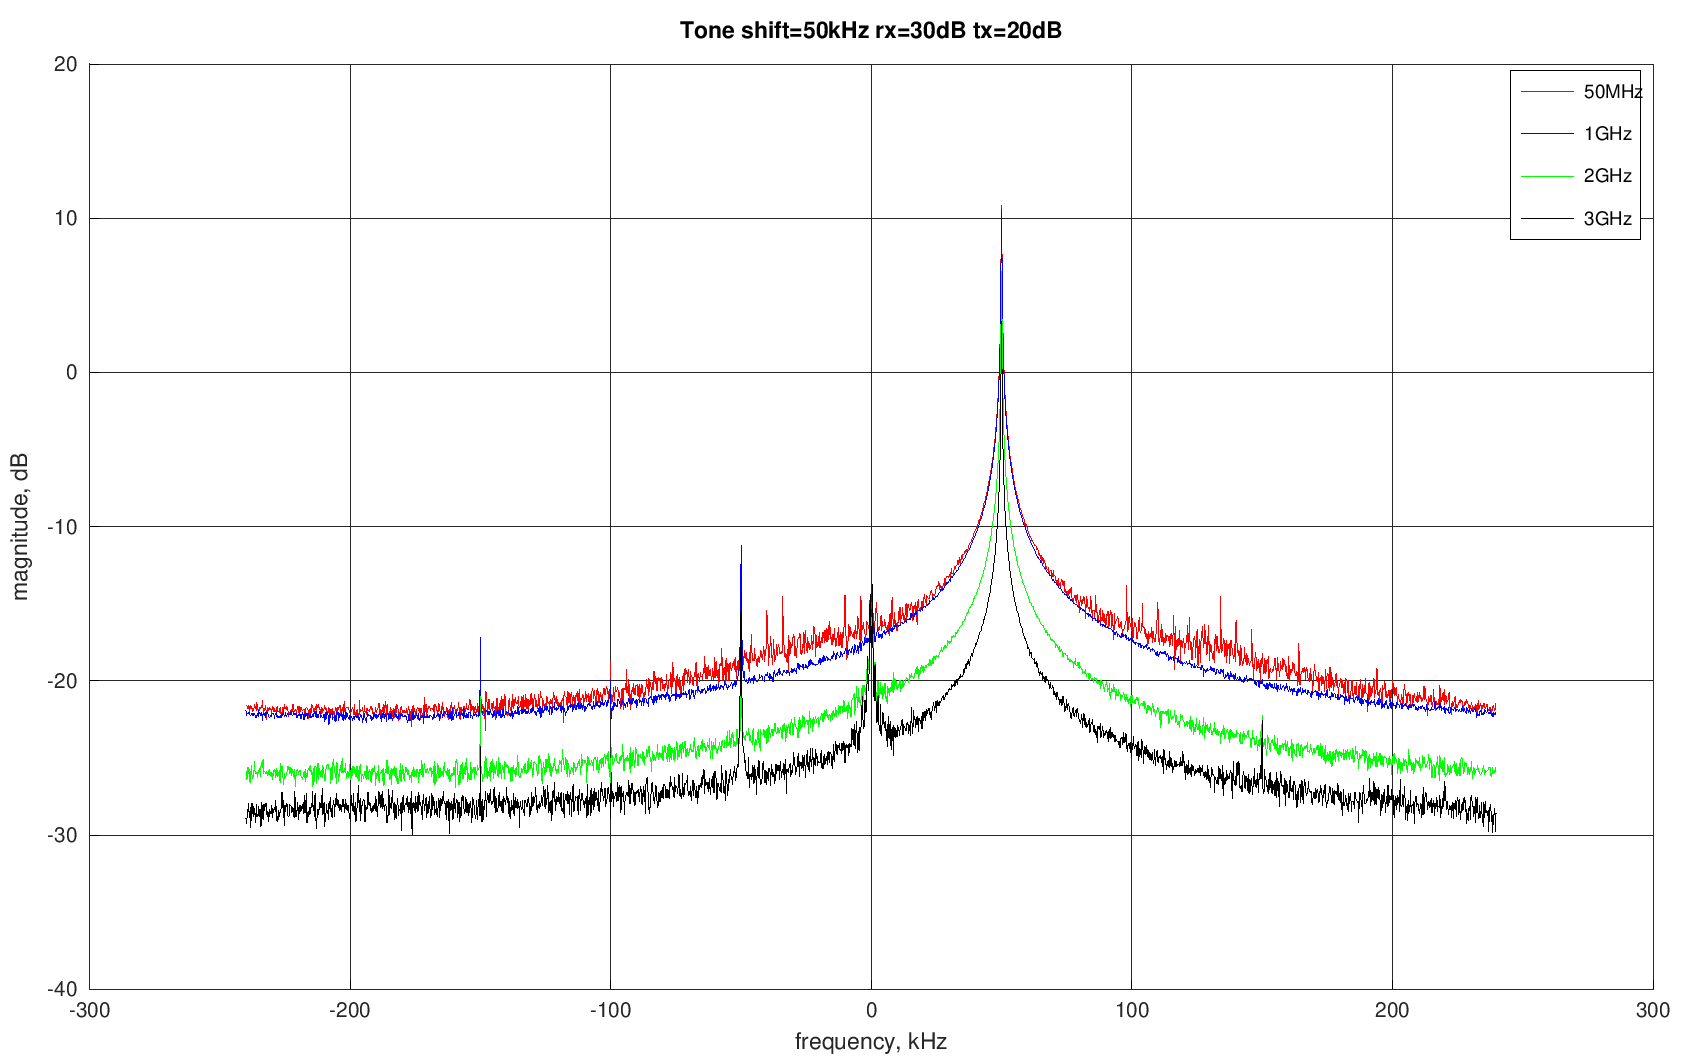 Tone shift=50kHz rx=30dB tx=20dB
20
10
0
-10
-20
-30
-40
magnitude, dB
50MHz
1GHz
2GHz
3GHz
-300
-200
-100
0
100
200
300
frequency, kHz